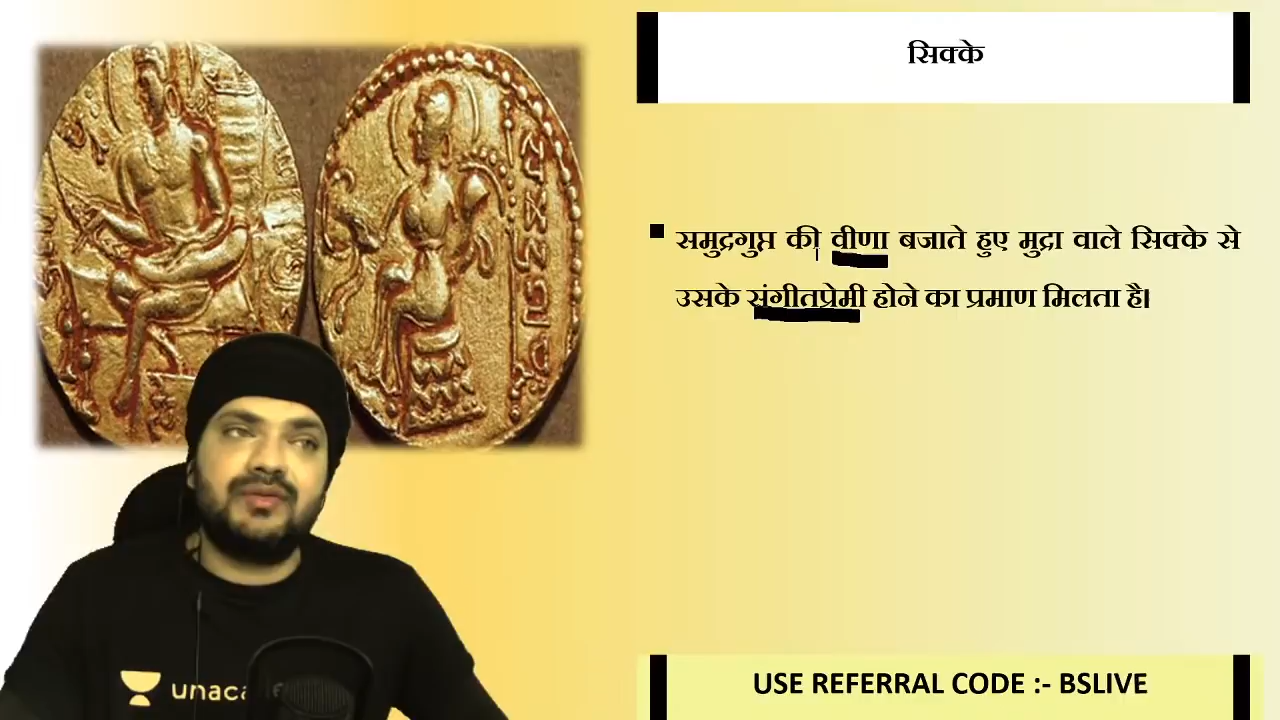 सिक्के
समुद्रगुप्त की वीणा बजाते हुए मुद्रा वाले सिक्के से
उसके संगीतप्रेमी होने का प्रमाण मिलता है।
USE REFERRAL CODE :- BSLIVE